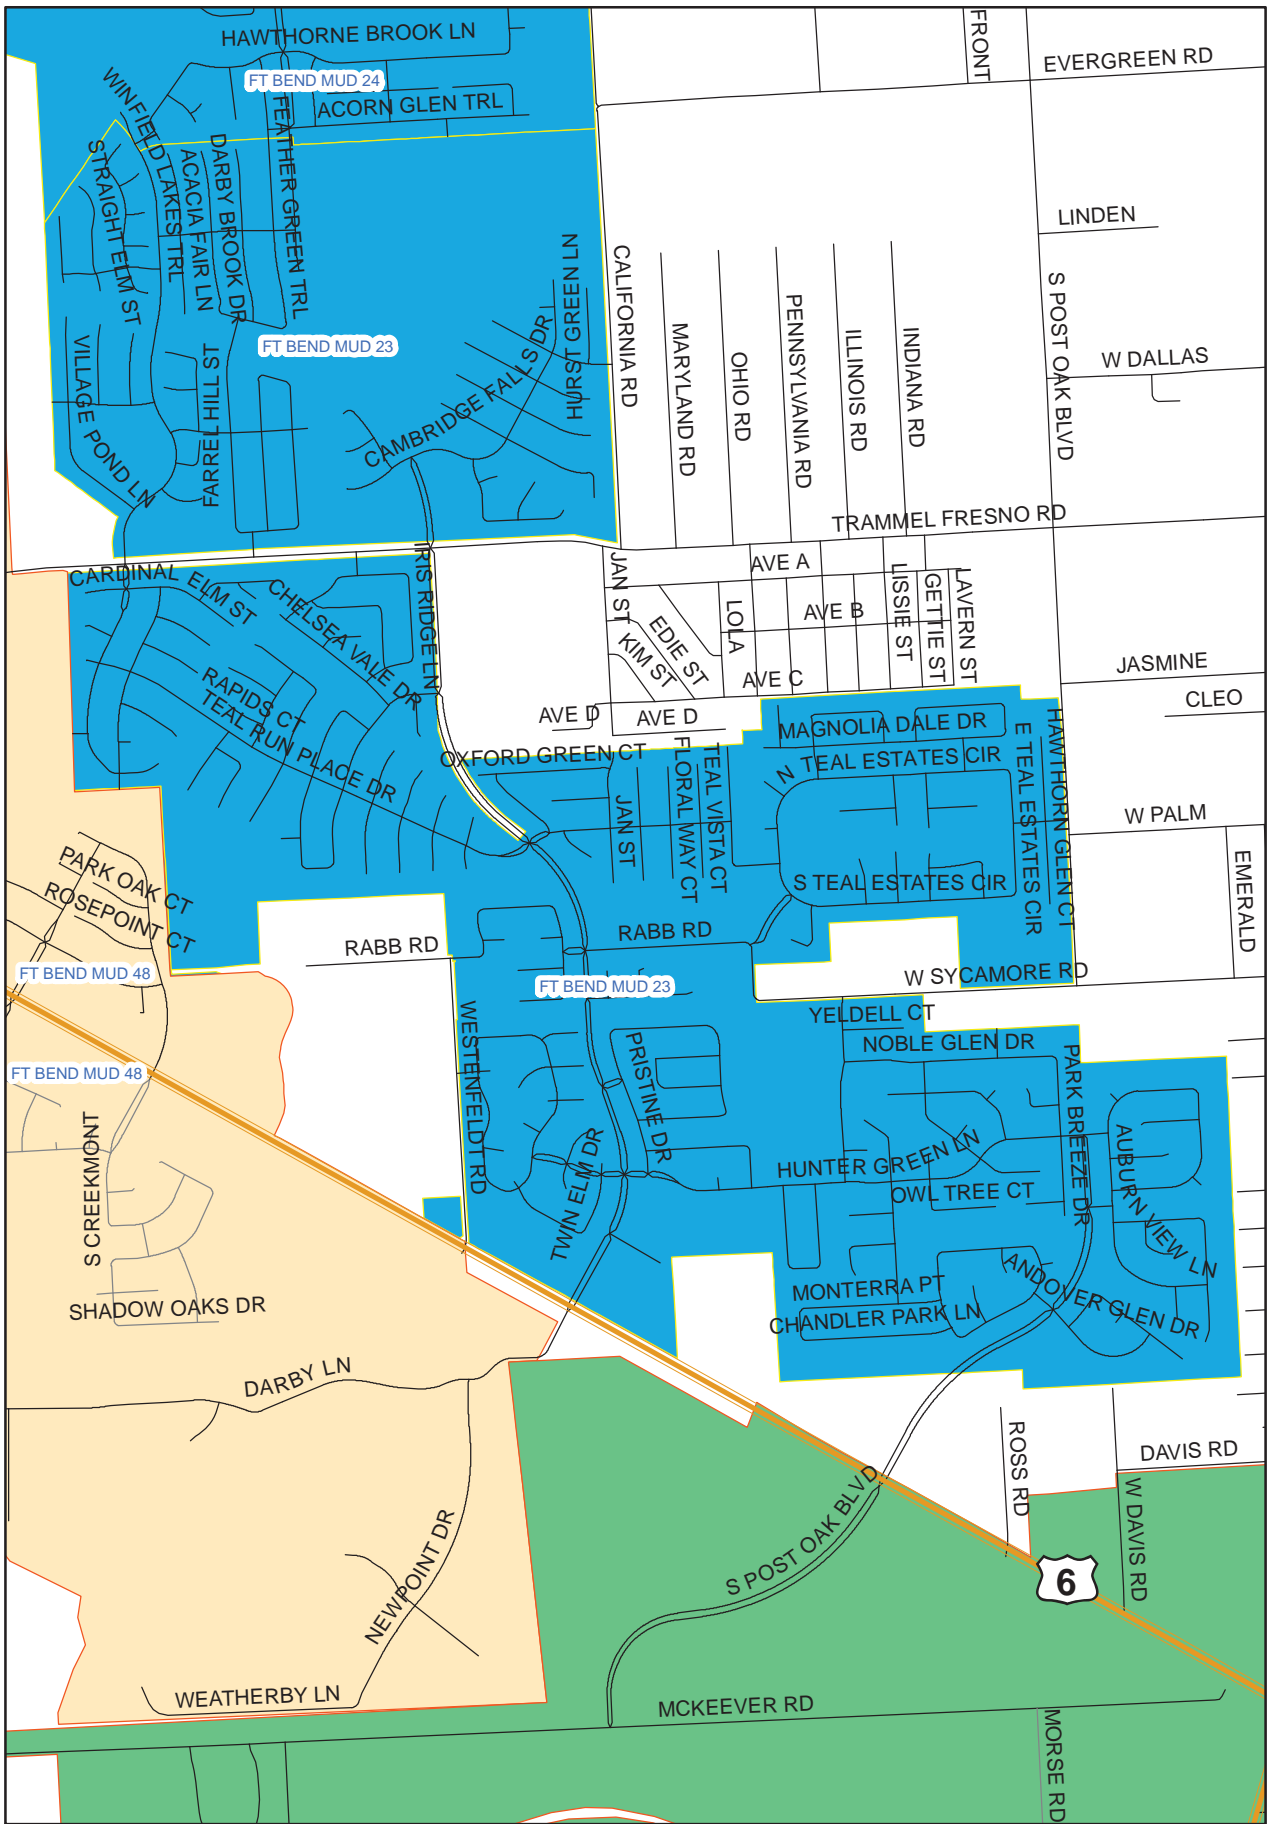 FRONT
HAWTHORNE BROOK LN
EVERGREEN RD
FT BEND MUD 24
ACORN GLEN TRL
WINFIELD LAKES TRL
FEATHER GREEN TRL
DARBY BROOK DR
ACACIA FAIR LN
STRAIGHT ELM ST
LINDEN
HURST GREEN LN
CALIFORNIA RD
S POST OAK BLVD
MARYLAND RD
OHIO RD
PENNSYLVANIA RD
ILLINOIS RD
INDIANA RD
FT BEND MUD 23
W DALLAS
VILLAGE POND LN
FARREL HILL ST
CAMBRIDGE FALLS DR
TRAMMEL FRESNO RD
IRIS RIDGE LN
JAN ST
AVE A
CARDINAL ELM ST
CHELSEA VALE DR
LISSIE ST
GETTIE ST
LAVERN ST
LOLA
AVE B
EDIE ST
KIM ST
JASMINE
AVE C
RAPIDS CT
CLEO
TEAL RUN PLACE DR
AVE D
AVE D
MAGNOLIA DALE DR
OXFORD GREEN CT
N TEAL ESTATES CIR
FLORAL WAY CT
TEAL VISTA CT
E TEAL ESTATES CIR
HAWTHORN GLEN CT
JAN ST
W PALM
PARK OAK CT
EMERALD
ROSEPOINT CT
S TEAL ESTATES CIR
RABB RD
RABB RD
FT BEND MUD 48
W SYCAMORE RD
FT BEND MUD 23
YELDELL CT
WESTENFELDT RD
PRISTINE DR
NOBLE GLEN DR
FT BEND MUD 48
PARK BREEZE DR
S CREEKMONT
AUBURN VIEW LN
TWIN ELM DR
HUNTER GREEN LN
OWL TREE CT
SHADOW OAKS DR
MONTERRA PT
ANDOVER GLEN DR
CHANDLER PARK LN
DARBY LN
ROSS RD
DAVIS RD
W DAVIS RD
S POST OAK BLVD
NEWPOINT DR
6
WEATHERBY LN
MCKEEVER RD
MORSE RD